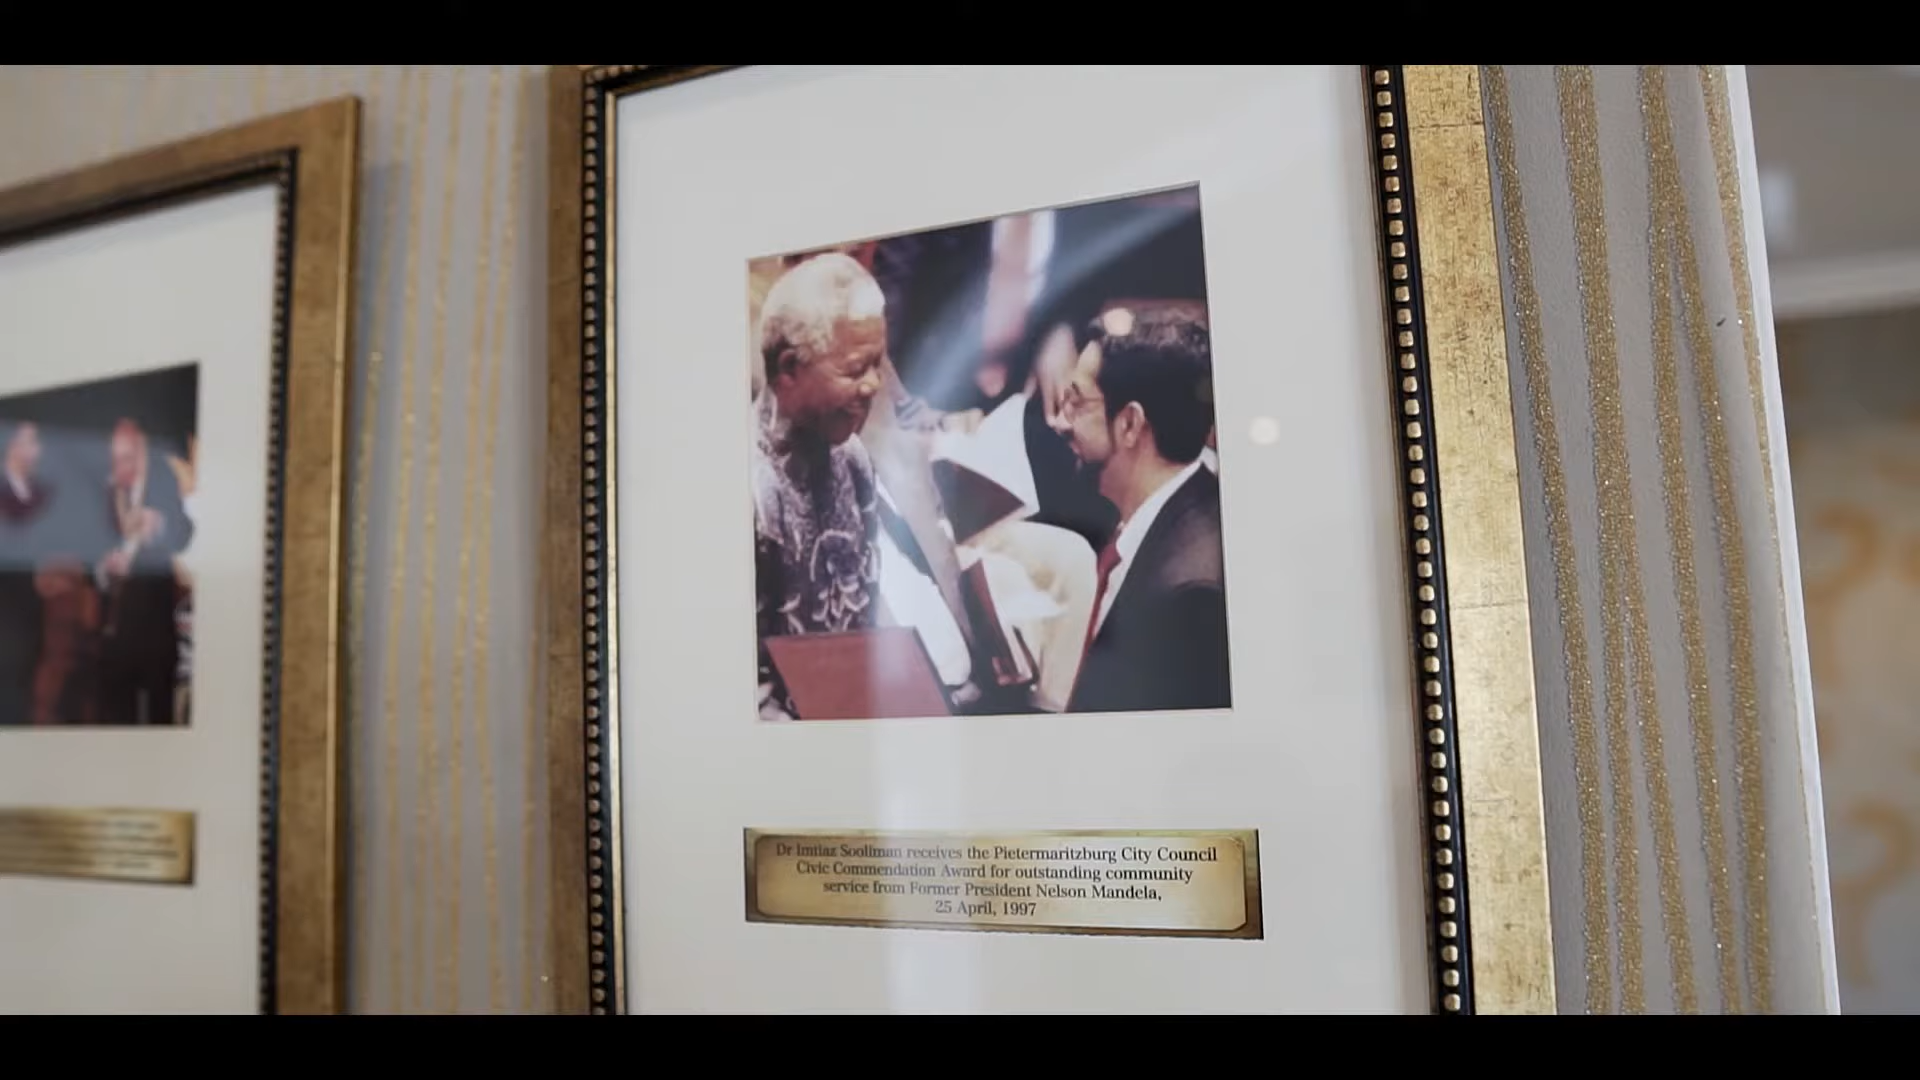 Dr Imtiaz Sooliman receives the Pietermaritzburg City Council
Civic Commendation Award for outstanding community
service from Former President Nelson Mandela,
25 April, 1997